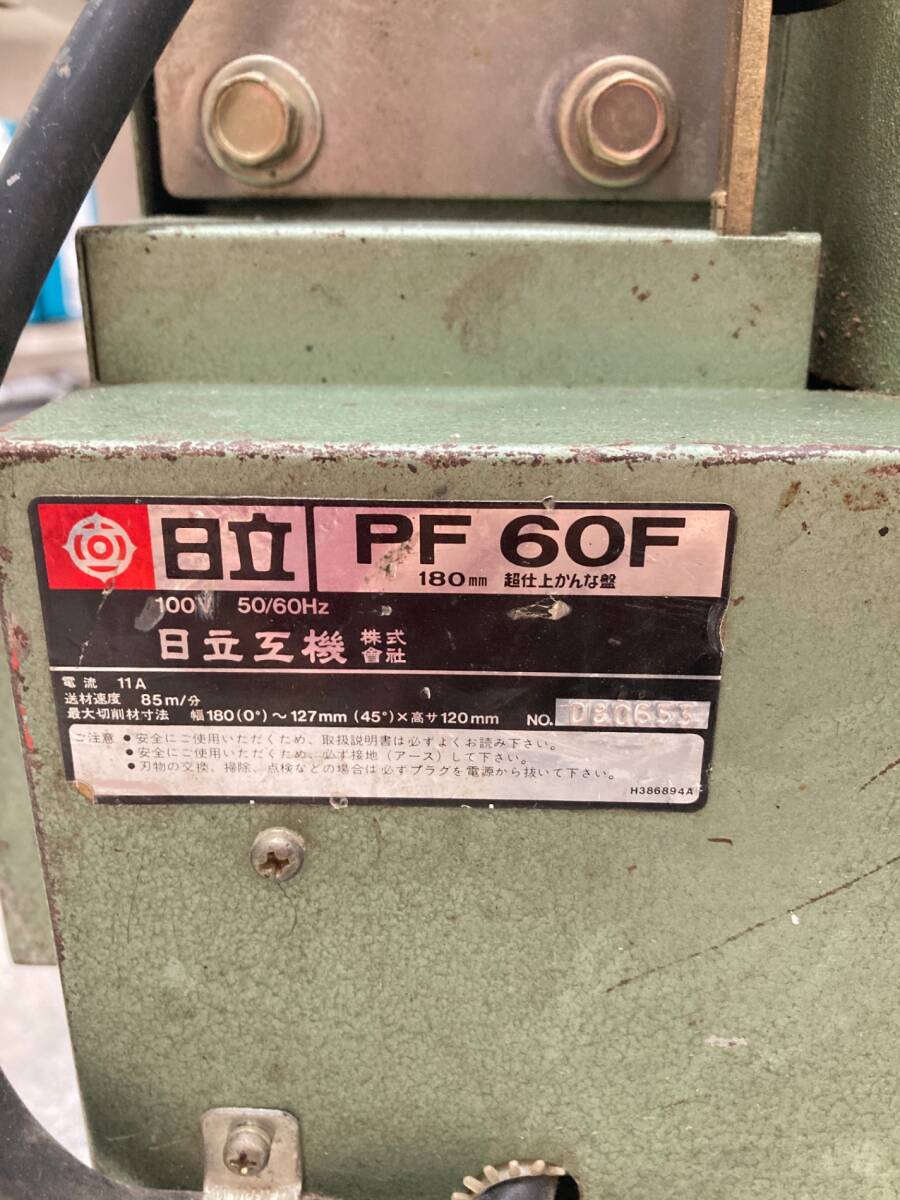 日立 PF 60F
180mm 超仕上かんな盤
100V 50/60Hz
日立工機 株式會社
電流 11A
送材速度 85m/分
最大切削材寸法 幅180(0°)～127mm(45°)×高サ120mm NO.
ご注意 ●安全にご使用いただくため、取扱説明書は必ずよくお読み下さい。
●安全にご使用いただくため、必ず接地(アース)して下さい。
●刃物の交換、掃除、点検などの場合は必ずプラグを電源から抜いて下さい。
H386894A